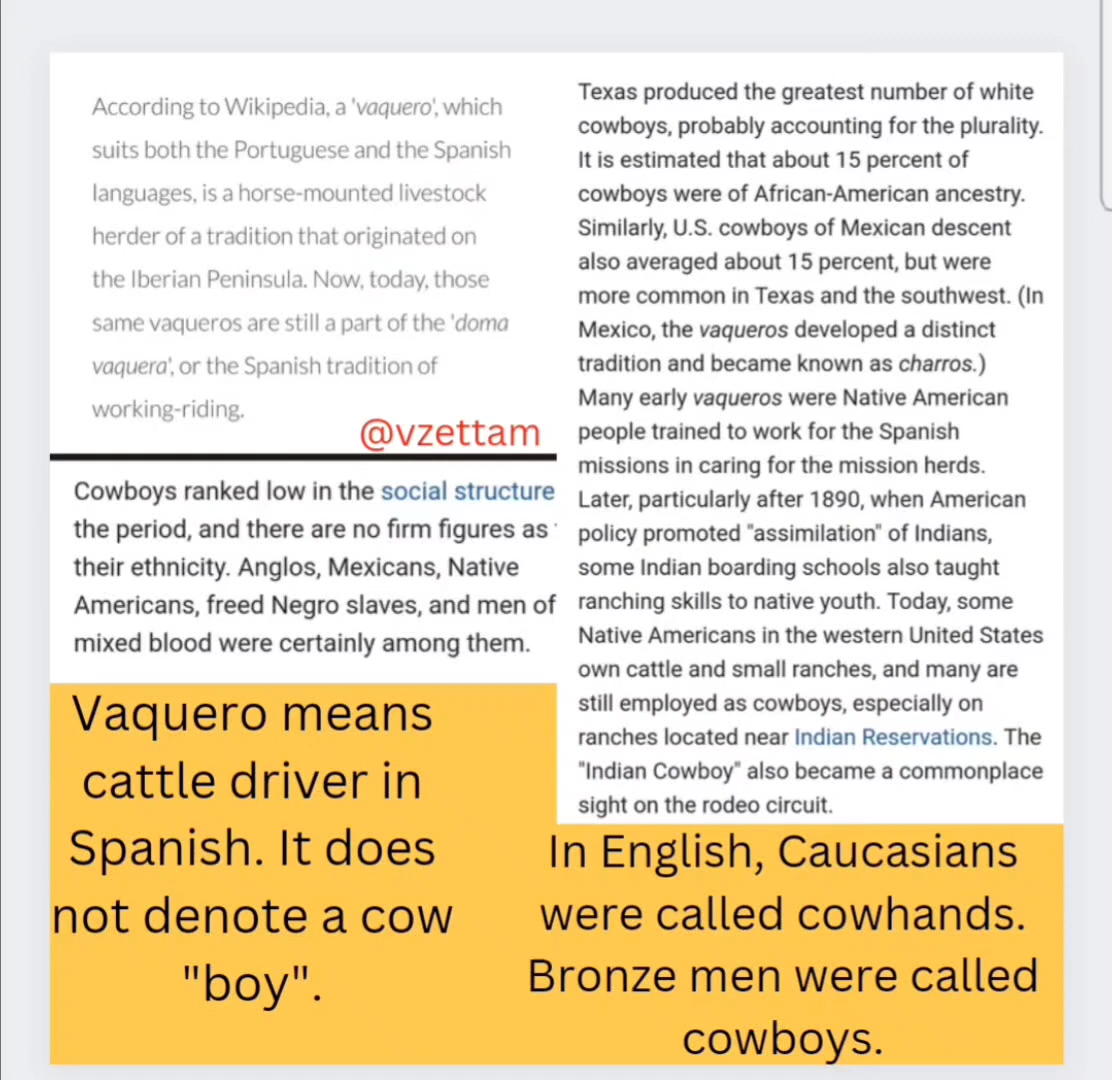 According to Wikipedia, a 'vaquero', which
suits both the Portuguese and the Spanish
languages, is a horse-mounted livestock
herder of a tradition that originated on
the Iberian Peninsula. Now, today, those
same vaqueros are still a part of the 'doma
vaquera', or the Spanish tradition of
working-riding.
@vzettam
Cowboys ranked low in the social structure
the period, and there are no firm figures as
their ethnicity. Anglos, Mexicans, Native
Americans, freed Negro slaves, and men of
mixed blood were certainly among them.
Vaquero means
cattle driver in
Spanish. It does
not denote a cow
"boy".
Texas produced the greatest number of white
cowboys, probably accounting for the plurality.
It is estimated that about 15 percent of
cowboys were of African-American ancestry.
Similarly, U.S. cowboys of Mexican descent
also averaged about 15 percent, but were
more common in Texas and the southwest. (In
Mexico, the vaqueros developed a distinct
tradition and became known as charros.)
Many early vaqueros were Native American
people trained to work for the Spanish
missions in caring for the mission herds.
Later, particularly after 1890, when American
policy promoted "assimilation" of Indians,
some Indian boarding schools also taught
ranching skills to native youth. Today, some
Native Americans in the western United States
own cattle and small ranches, and many are
still employed as cowboys, especially on
ranches located near Indian Reservations. The
"Indian Cowboy" also became a commonplace
sight on the rodeo circuit.
In English, Caucasians
were called cowhands.
Bronze men were called
cowboys.